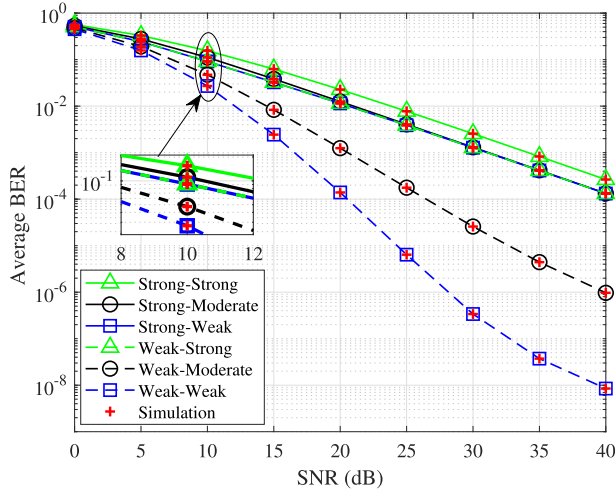 10^0
10^-2
10^-4
10^-6
10^-8
Average BER
10^-1
8 10 12
Strong-Strong
Strong-Moderate
Strong-Weak
Weak-Strong
Weak-Moderate
Weak-Weak
Simulation
0 5 10 15 20 25 30 35 40
SNR (dB)